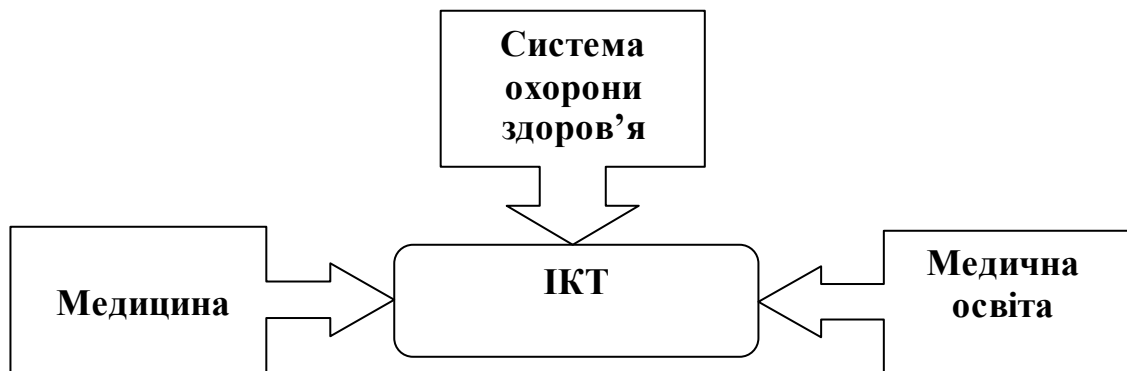 Система
охорони
здоров’я
Медицина
ІКТ
Медична
освіта